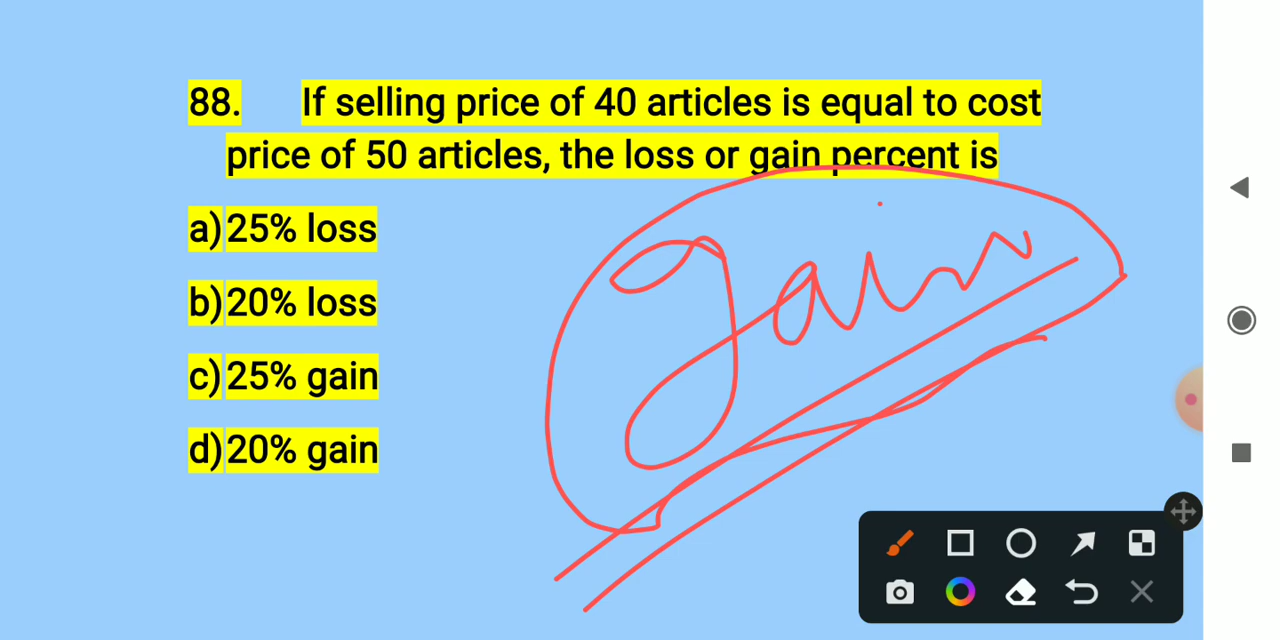 88. If selling price of 40 articles is equal to cost
price of 50 articles, the loss or gain percent is
a) 25% loss
b) 20% loss
c) 25% gain
d) 20% gain
gain